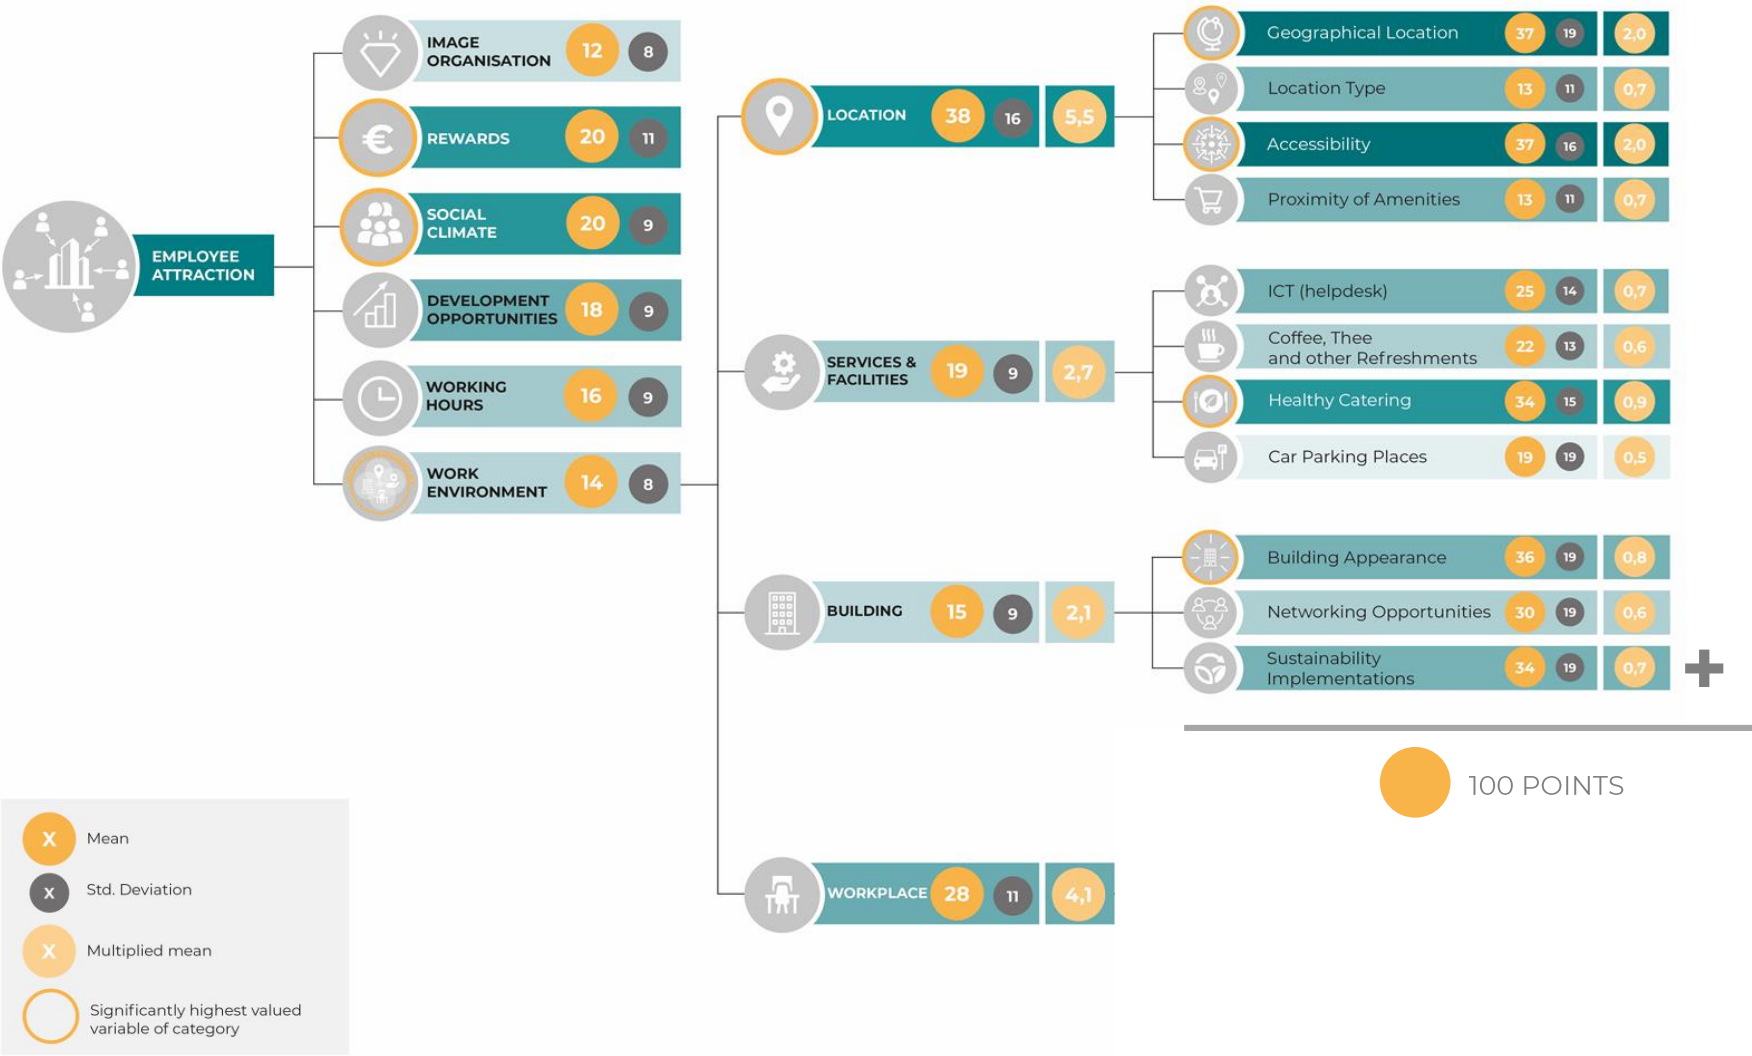 EMPLOYEE
ATTRACTION
IMAGE
ORGANISATION
12
8
REWARDS
20
11
SOCIAL
CLIMATE
20
9
DEVELOPMENT
OPPORTUNITIES
18
9
WORKING
HOURS
16
9
WORK
ENVIRONMENT
14
8
LOCATION
38
16
5,5
Geographical Location
37
19
2,0
Location Type
13
11
0,7
Accessibility
37
16
2,0
Proximity of Amenities
13
11
0,7
SERVICES &
FACILITIES
19
9
2,7
ICT (helpdesk)
25
14
0,7
Coffee, Thee
and other Refreshments
22
13
0,6
Healthy Catering
34
15
0,9
Car Parking Places
19
19
0,5
BUILDING
15
9
2,1
Building Appearance
36
19
0,8
Networking Opportunities
30
19
0,6
Sustainability
Implementations
34
19
0,7
+
100 POINTS
WORKPLACE
28
11
4,1
X
Mean
X
Std. Deviation
X
Multiplied mean
Significantly highest valued
variable of category